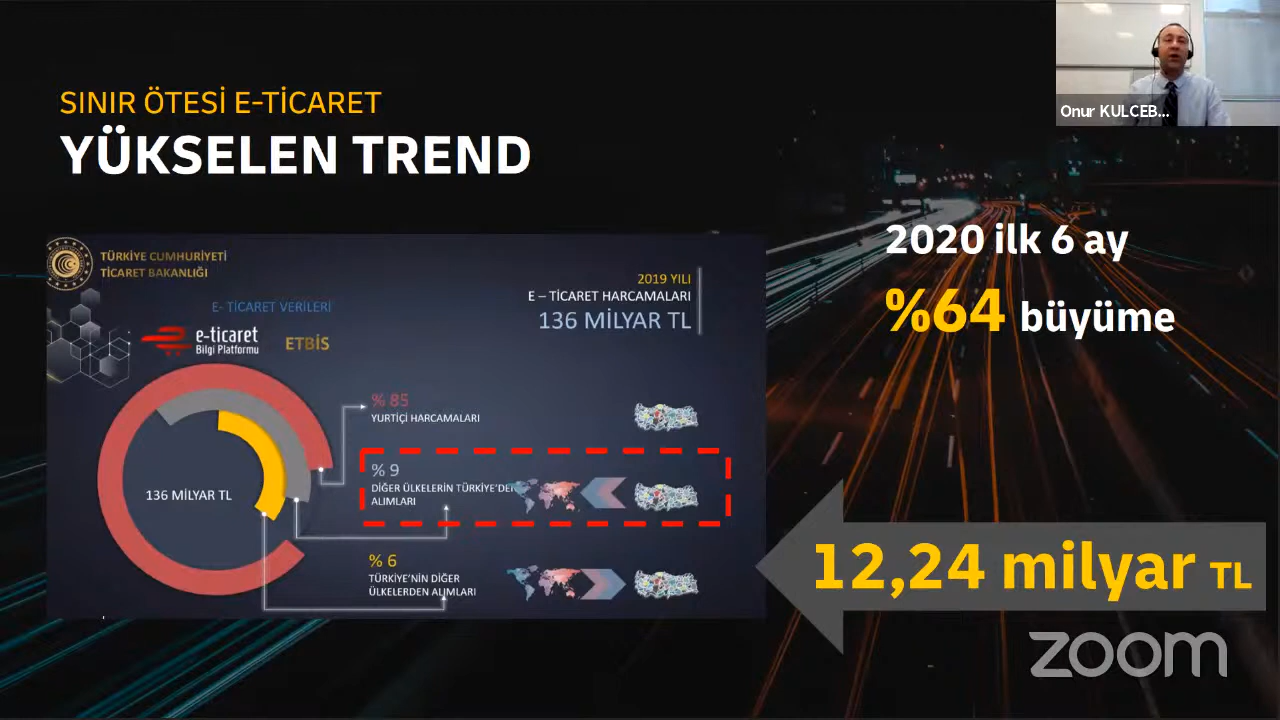 Onur KULCEB...
SINIR ÖTESİ E-TİCARET
YÜKSELEN TREND
TÜRKİYE CUMHURİYETİ
TİCARET BAKANLIĞI
E- TİCARET VERİLERİ
e-ticaret
Bilgi Platformu
ETBİS
2019 YILI
E – TİCARET HARCAMALARI
136 MİLYAR TL
136 MİLYAR TL
% 85
YURTİÇİ HARCAMALARI
% 9
DİĞER ÜLKELERİN TÜRKİYE'DEN
ALIMLARI
% 6
TÜRKİYE'NİN DİĞER
ÜLKELERDEN ALIMLARI
2020 ilk 6 ay
%64 büyüme
12,24 milyar TL
zoom